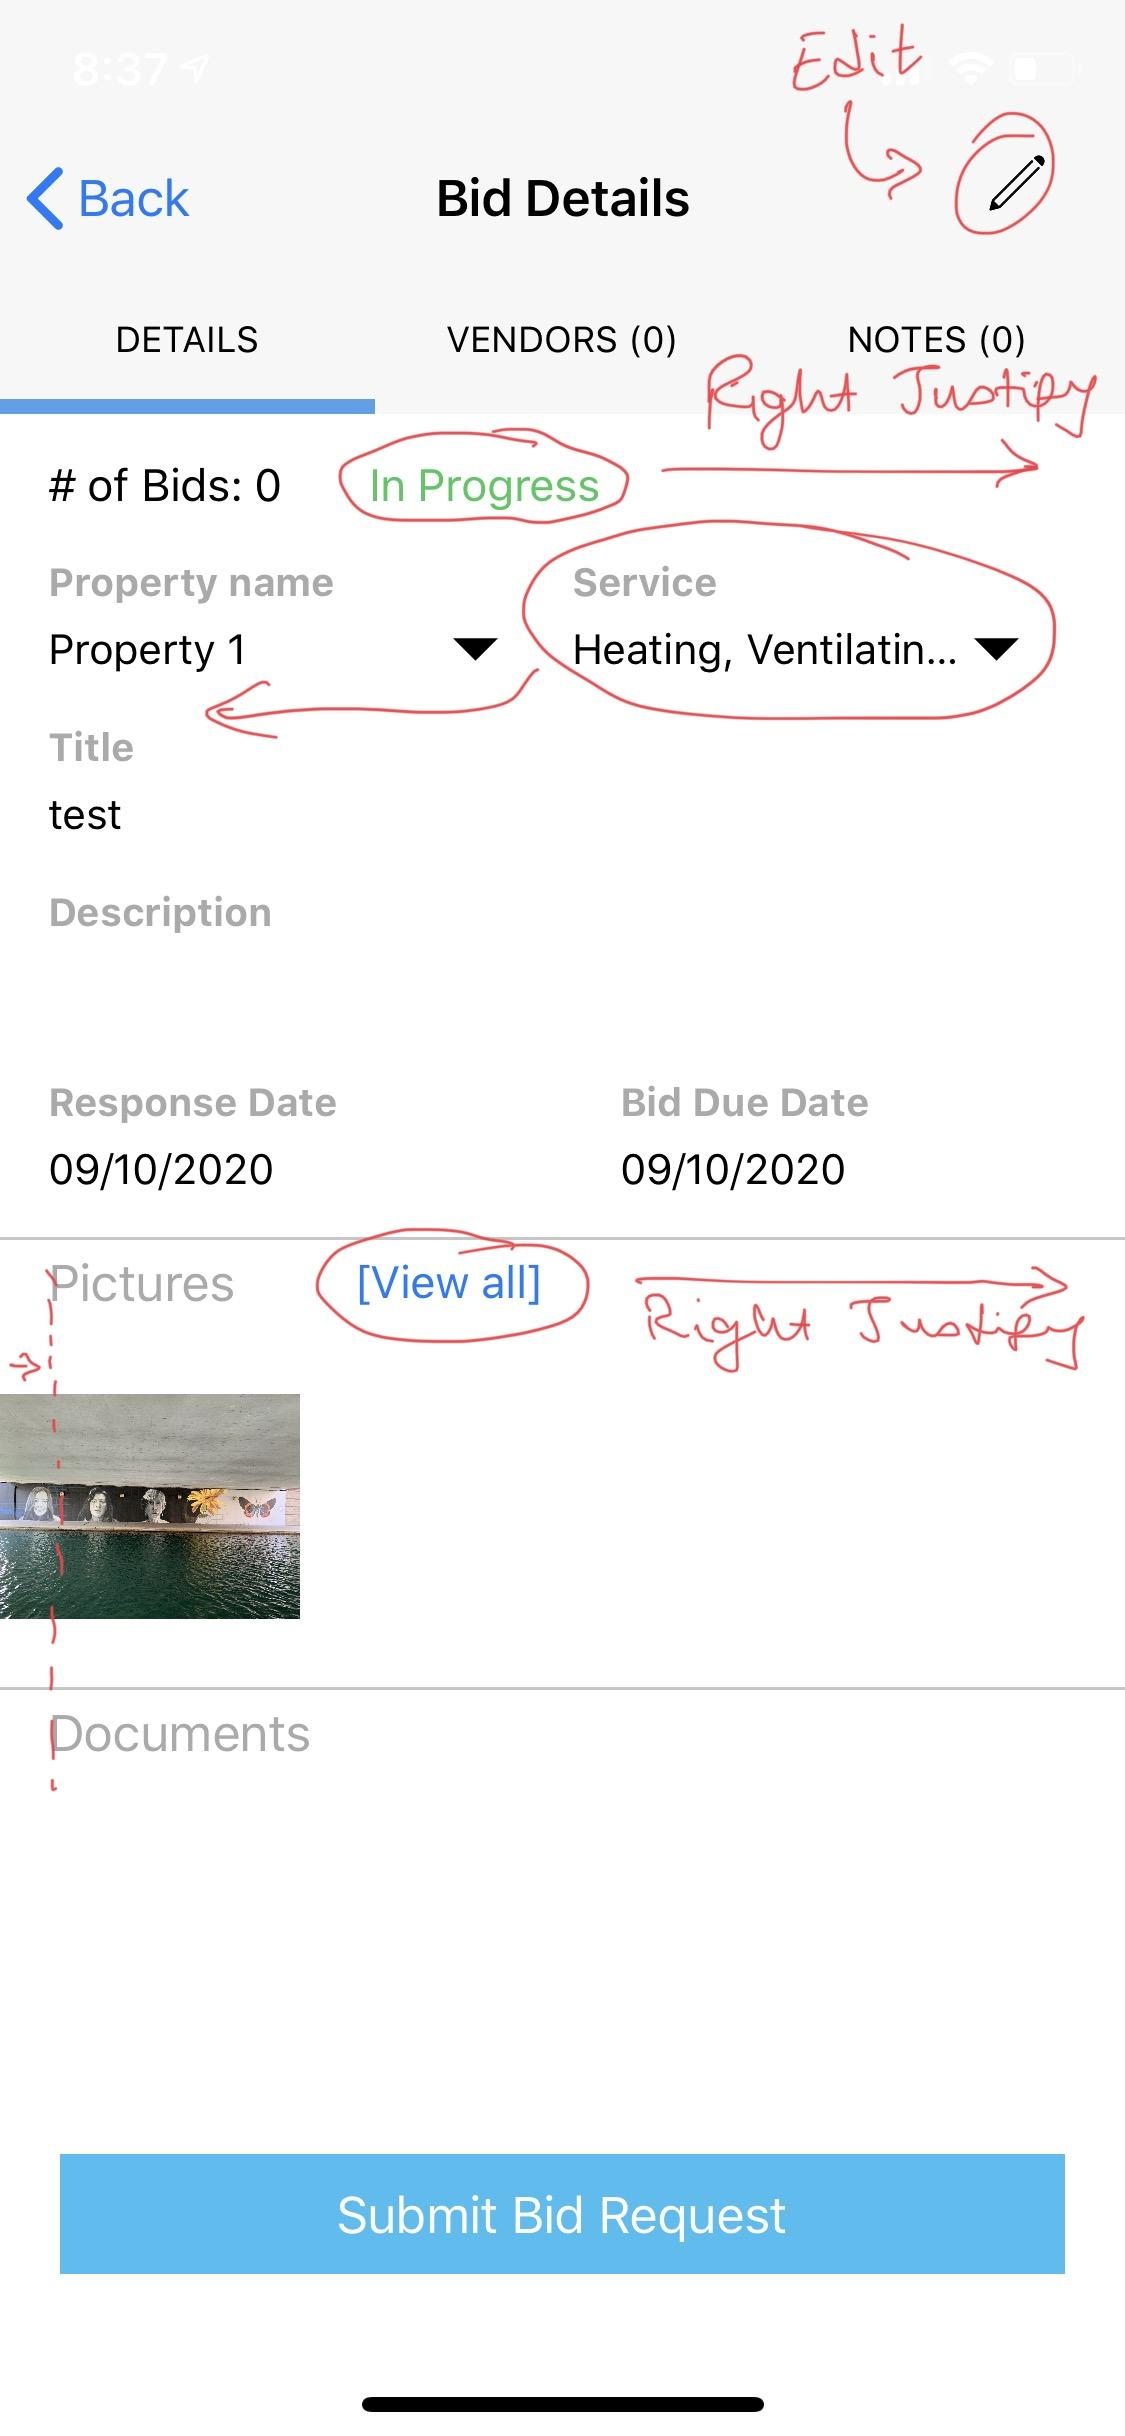 Edit
8:37
Back
Bid Details
DETAILS
VENDORS (0)
NOTES (0)
Right Justify
# of Bids: 0
In Progress
Property name
Service
Property 1
Heating, Ventilatin...
Title
test
Description
Response Date
Bid Due Date
09/10/2020
09/10/2020
Pictures
[View all]
Right Justify
Documents
Submit Bid Request